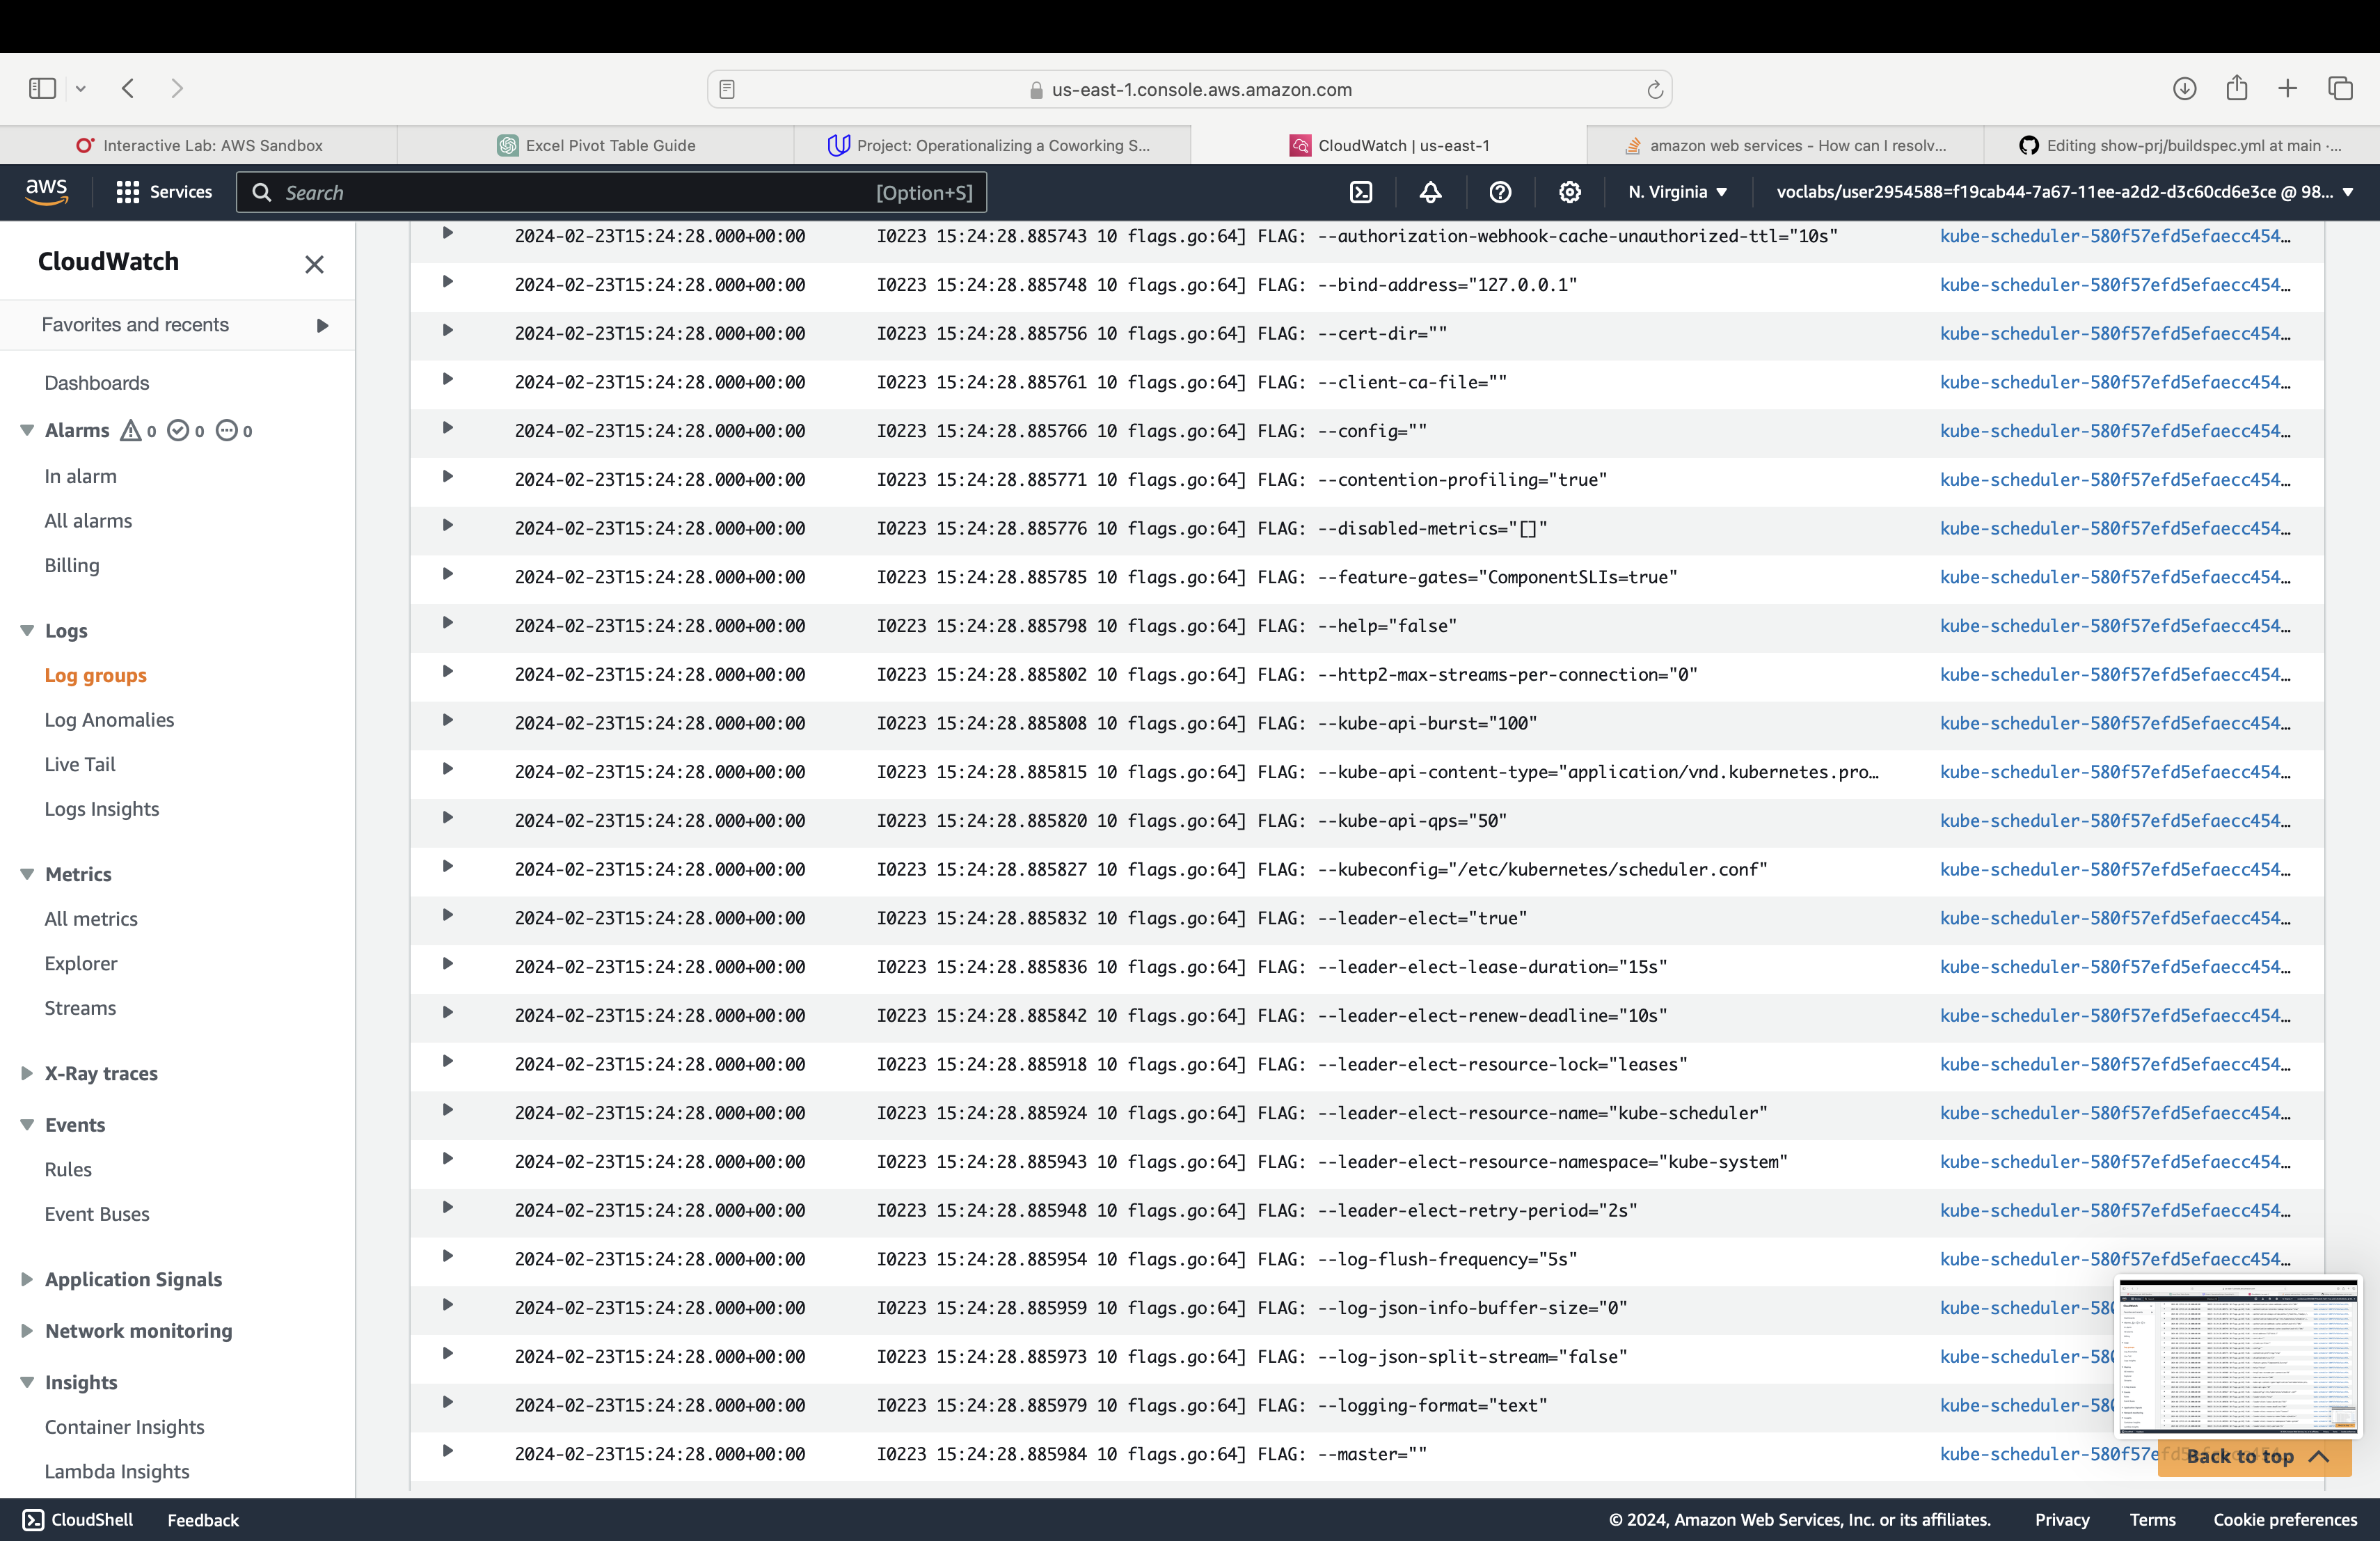 us-east-1.console.aws.amazon.com
Interactive Lab: AWS Sandbox
Excel Pivot Table Guide
Project: Operationalizing a Coworking S...
CloudWatch | us-east-1
amazon web services - How can I resolv...
Editing show-prj/buildspec.yml at main ·...
aws
Services
Search
[Option+S]
N. Virginia
voclabs/user2954588=f19cab44-7a67-11ee-a2d2-d3c60cd6e3ce @ 98...
CloudWatch
Favorites and recents
Dashboards
Alarms 0 0 0
In alarm
All alarms
Billing
Logs
Log groups
Log Anomalies
Live Tail
Logs Insights
Metrics
All metrics
Explorer
Streams
X-Ray traces
Events
Rules
Event Buses
Application Signals
Network monitoring
Insights
Container Insights
Lambda Insights
2024-02-23T15:24:28.000+00:00 I0223 15:24:28.885743 10 flags.go:64] FLAG: --authorization-webhook-cache-unauthorized-ttl="10s" kube-scheduler-580f57efd5efaecc454...
2024-02-23T15:24:28.000+00:00 I0223 15:24:28.885748 10 flags.go:64] FLAG: --bind-address="127.0.0.1" kube-scheduler-580f57efd5efaecc454...
2024-02-23T15:24:28.000+00:00 I0223 15:24:28.885756 10 flags.go:64] FLAG: --cert-dir="" kube-scheduler-580f57efd5efaecc454...
2024-02-23T15:24:28.000+00:00 I0223 15:24:28.885761 10 flags.go:64] FLAG: --client-ca-file="" kube-scheduler-580f57efd5efaecc454...
2024-02-23T15:24:28.000+00:00 I0223 15:24:28.885766 10 flags.go:64] FLAG: --config="" kube-scheduler-580f57efd5efaecc454...
2024-02-23T15:24:28.000+00:00 I0223 15:24:28.885771 10 flags.go:64] FLAG: --contention-profiling="true" kube-scheduler-580f57efd5efaecc454...
2024-02-23T15:24:28.000+00:00 I0223 15:24:28.885776 10 flags.go:64] FLAG: --disabled-metrics="[]" kube-scheduler-580f57efd5efaecc454...
2024-02-23T15:24:28.000+00:00 I0223 15:24:28.885785 10 flags.go:64] FLAG: --feature-gates="ComponentSLIs=true" kube-scheduler-580f57efd5efaecc454...
2024-02-23T15:24:28.000+00:00 I0223 15:24:28.885798 10 flags.go:64] FLAG: --help="false" kube-scheduler-580f57efd5efaecc454...
2024-02-23T15:24:28.000+00:00 I0223 15:24:28.885802 10 flags.go:64] FLAG: --http2-max-streams-per-connection="0" kube-scheduler-580f57efd5efaecc454...
2024-02-23T15:24:28.000+00:00 I0223 15:24:28.885808 10 flags.go:64] FLAG: --kube-api-burst="100" kube-scheduler-580f57efd5efaecc454...
2024-02-23T15:24:28.000+00:00 I0223 15:24:28.885815 10 flags.go:64] FLAG: --kube-api-content-type="application/vnd.kubernetes.pro... kube-scheduler-580f57efd5efaecc454...
2024-02-23T15:24:28.000+00:00 I0223 15:24:28.885820 10 flags.go:64] FLAG: --kube-api-qps="50" kube-scheduler-580f57efd5efaecc454...
2024-02-23T15:24:28.000+00:00 I0223 15:24:28.885827 10 flags.go:64] FLAG: --kubeconfig="/etc/kubernetes/scheduler.conf" kube-scheduler-580f57efd5efaecc454...
2024-02-23T15:24:28.000+00:00 I0223 15:24:28.885832 10 flags.go:64] FLAG: --leader-elect="true" kube-scheduler-580f57efd5efaecc454...
2024-02-23T15:24:28.000+00:00 I0223 15:24:28.885836 10 flags.go:64] FLAG: --leader-elect-lease-duration="15s" kube-scheduler-580f57efd5efaecc454...
2024-02-23T15:24:28.000+00:00 I0223 15:24:28.885842 10 flags.go:64] FLAG: --leader-elect-renew-deadline="10s" kube-scheduler-580f57efd5efaecc454...
2024-02-23T15:24:28.000+00:00 I0223 15:24:28.885918 10 flags.go:64] FLAG: --leader-elect-resource-lock="leases" kube-scheduler-580f57efd5efaecc454...
2024-02-23T15:24:28.000+00:00 I0223 15:24:28.885924 10 flags.go:64] FLAG: --leader-elect-resource-name="kube-scheduler" kube-scheduler-580f57efd5efaecc454...
2024-02-23T15:24:28.000+00:00 I0223 15:24:28.885943 10 flags.go:64] FLAG: --leader-elect-resource-namespace="kube-system" kube-scheduler-580f57efd5efaecc454...
2024-02-23T15:24:28.000+00:00 I0223 15:24:28.885948 10 flags.go:64] FLAG: --leader-elect-retry-period="2s" kube-scheduler-580f57efd5efaecc454...
2024-02-23T15:24:28.000+00:00 I0223 15:24:28.885954 10 flags.go:64] FLAG: --log-flush-frequency="5s" kube-scheduler-580f57efd5efaecc454...
2024-02-23T15:24:28.000+00:00 I0223 15:24:28.885959 10 flags.go:64] FLAG: --log-json-info-buffer-size="0" kube-scheduler-580
2024-02-23T15:24:28.000+00:00 I0223 15:24:28.885973 10 flags.go:64] FLAG: --log-json-split-stream="false" kube-scheduler-580
2024-02-23T15:24:28.000+00:00 I0223 15:24:28.885979 10 flags.go:64] FLAG: --logging-format="text" kube-scheduler-580
2024-02-23T15:24:28.000+00:00 I0223 15:24:28.885984 10 flags.go:64] FLAG: --master="" kube-scheduler-580f57e
Back to top
CloudShell
Feedback
© 2024, Amazon Web Services, Inc. or its affiliates.
Privacy
Terms
Cookie preferences